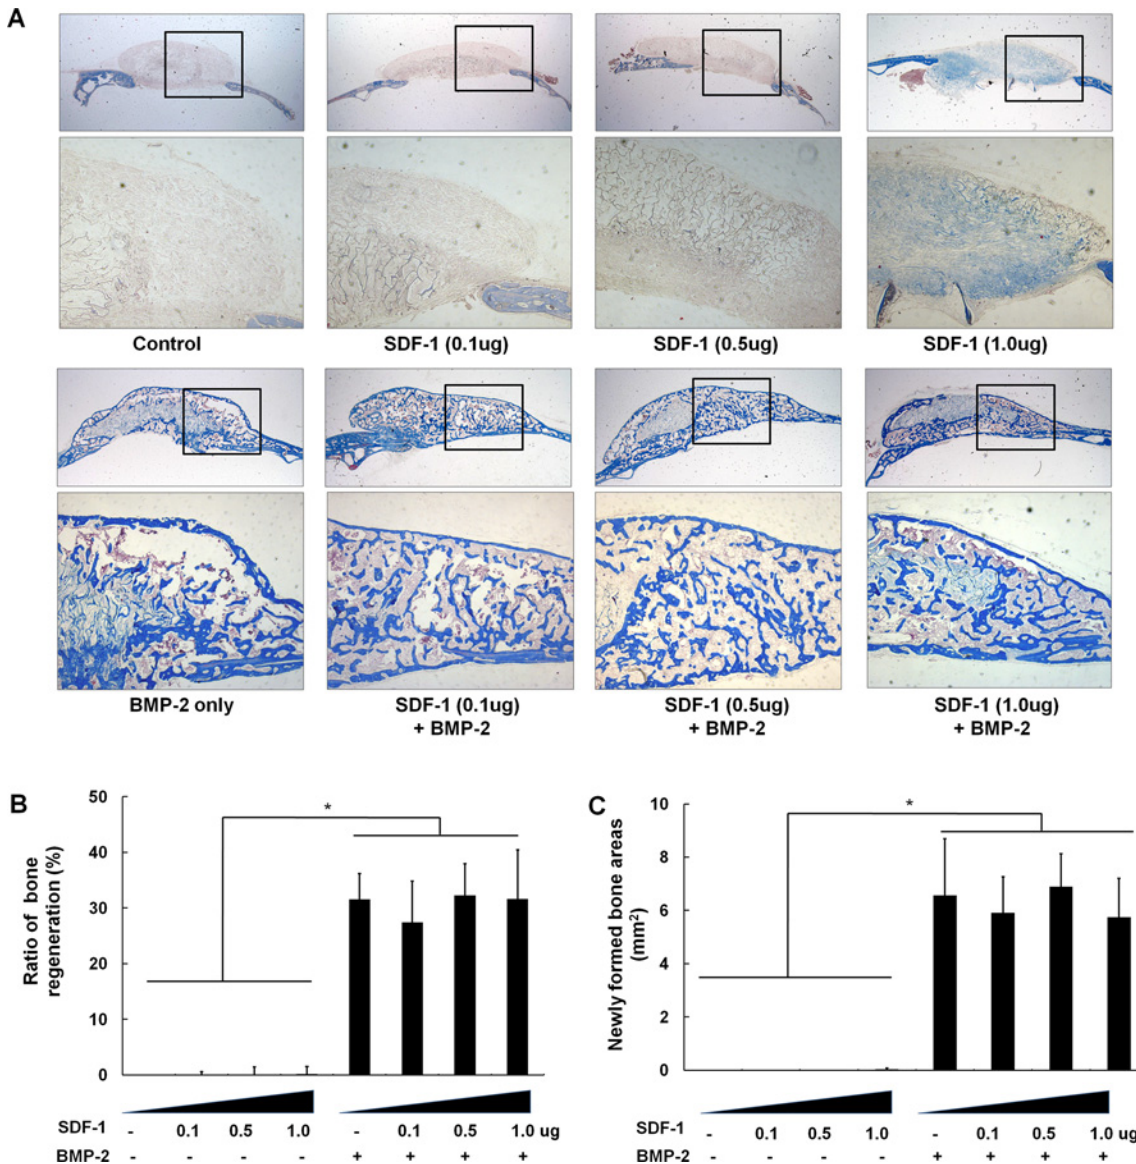 A
Control
SDF-1 (0.1ug)
SDF-1 (0.5ug)
SDF-1 (1.0ug)
BMP-2 only
SDF-1 (0.1ug)
+ BMP-2
SDF-1 (0.5ug)
+ BMP-2
SDF-1 (1.0ug)
+ BMP-2
B
Ratio of bone
regeneration (%)
50
40
30
20
10
0
*
SDF-1 - 0.1 0.5 1.0 - 0.1 0.5 1.0 ug
BMP-2 - - - - + + + +
C
Newly formed bone areas
(mm²)
10
8
6
4
2
0
*
SDF-1 - 0.1 0.5 1.0 - 0.1 0.5 1.0 ug
BMP-2 - - - - + + + +